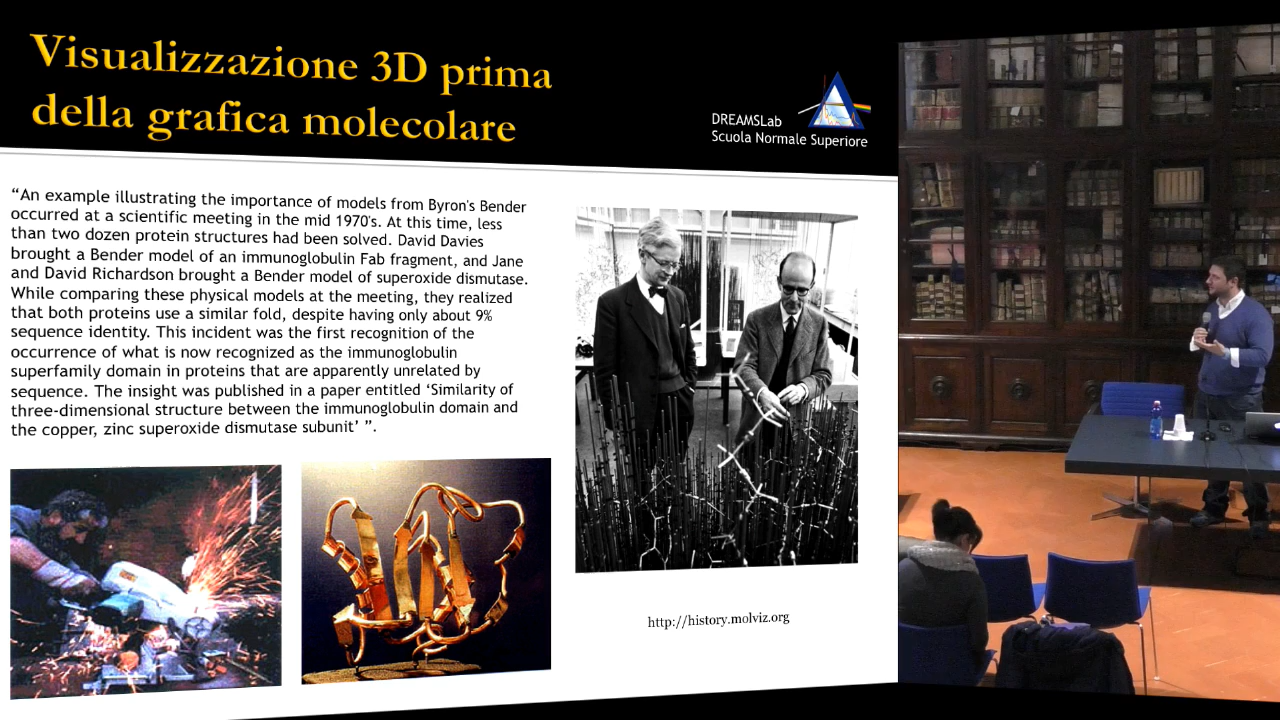 Visualizzazione 3D prima
della grafica molecolare
DREAMSLab
Scuola Normale Superiore
“An example illustrating the importance of models from Byron's Bender
occurred at a scientific meeting in the mid 1970's. At this time, less
than two dozen protein structures had been solved. David Davies
brought a Bender model of an immunoglobulin Fab fragment, and Jane
and David Richardson brought a Bender model of superoxide dismutase.
While comparing these physical models at the meeting, they realized
that both proteins use a similar fold, despite having only about 9%
sequence identity. This incident was the first recognition of the
occurrence of what is now recognized as the immunoglobulin
superfamily domain in proteins that are apparently unrelated by
sequence. The insight was published in a paper entitled ‘Similarity of
three-dimensional structure between the immunoglobulin domain and
the copper, zinc superoxide dismutase subunit’ ”.
http://history.molviz.org